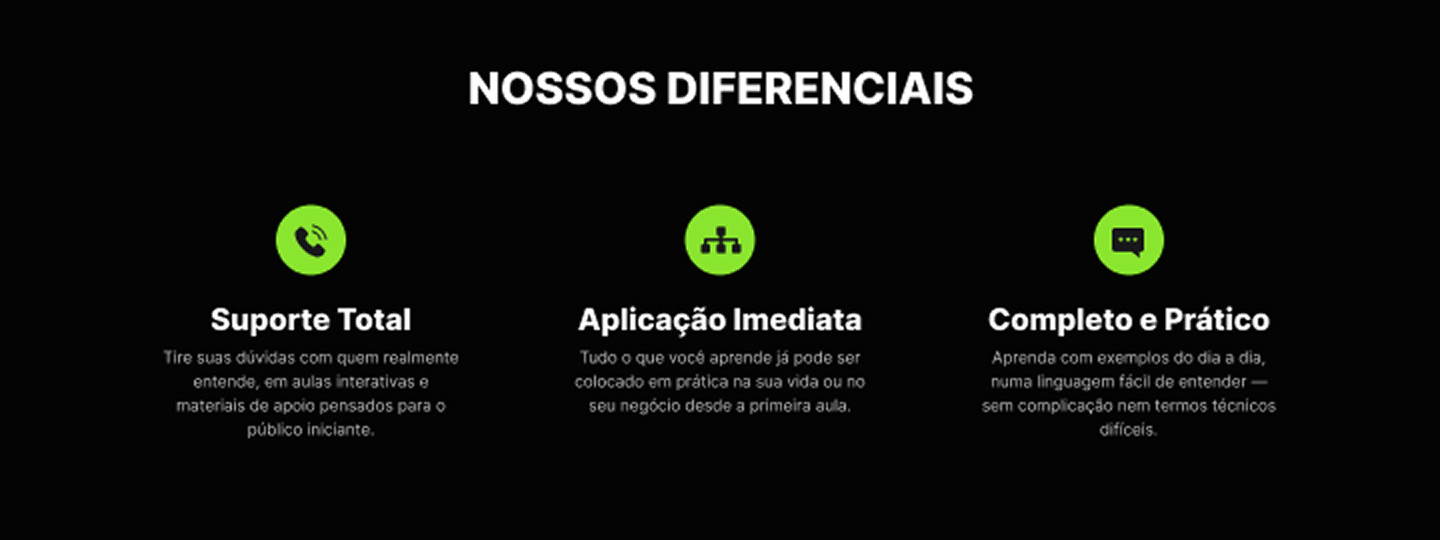 NOSSOS DIFERENCIAIS
Suporte Total
Tire suas dúvidas com quem realmente
entende, em aulas interativas e
materiais de apoio pensados para o
público iniciante.
Aplicação Imediata
Tudo o que você aprende já pode ser
colocado em prática na sua vida ou no
seu negócio desde a primeira aula.
Completo e Prático
Aprenda com exemplos do dia a dia,
numa linguagem fácil de entender —
sem complicação nem termos técnicos
difíceis.